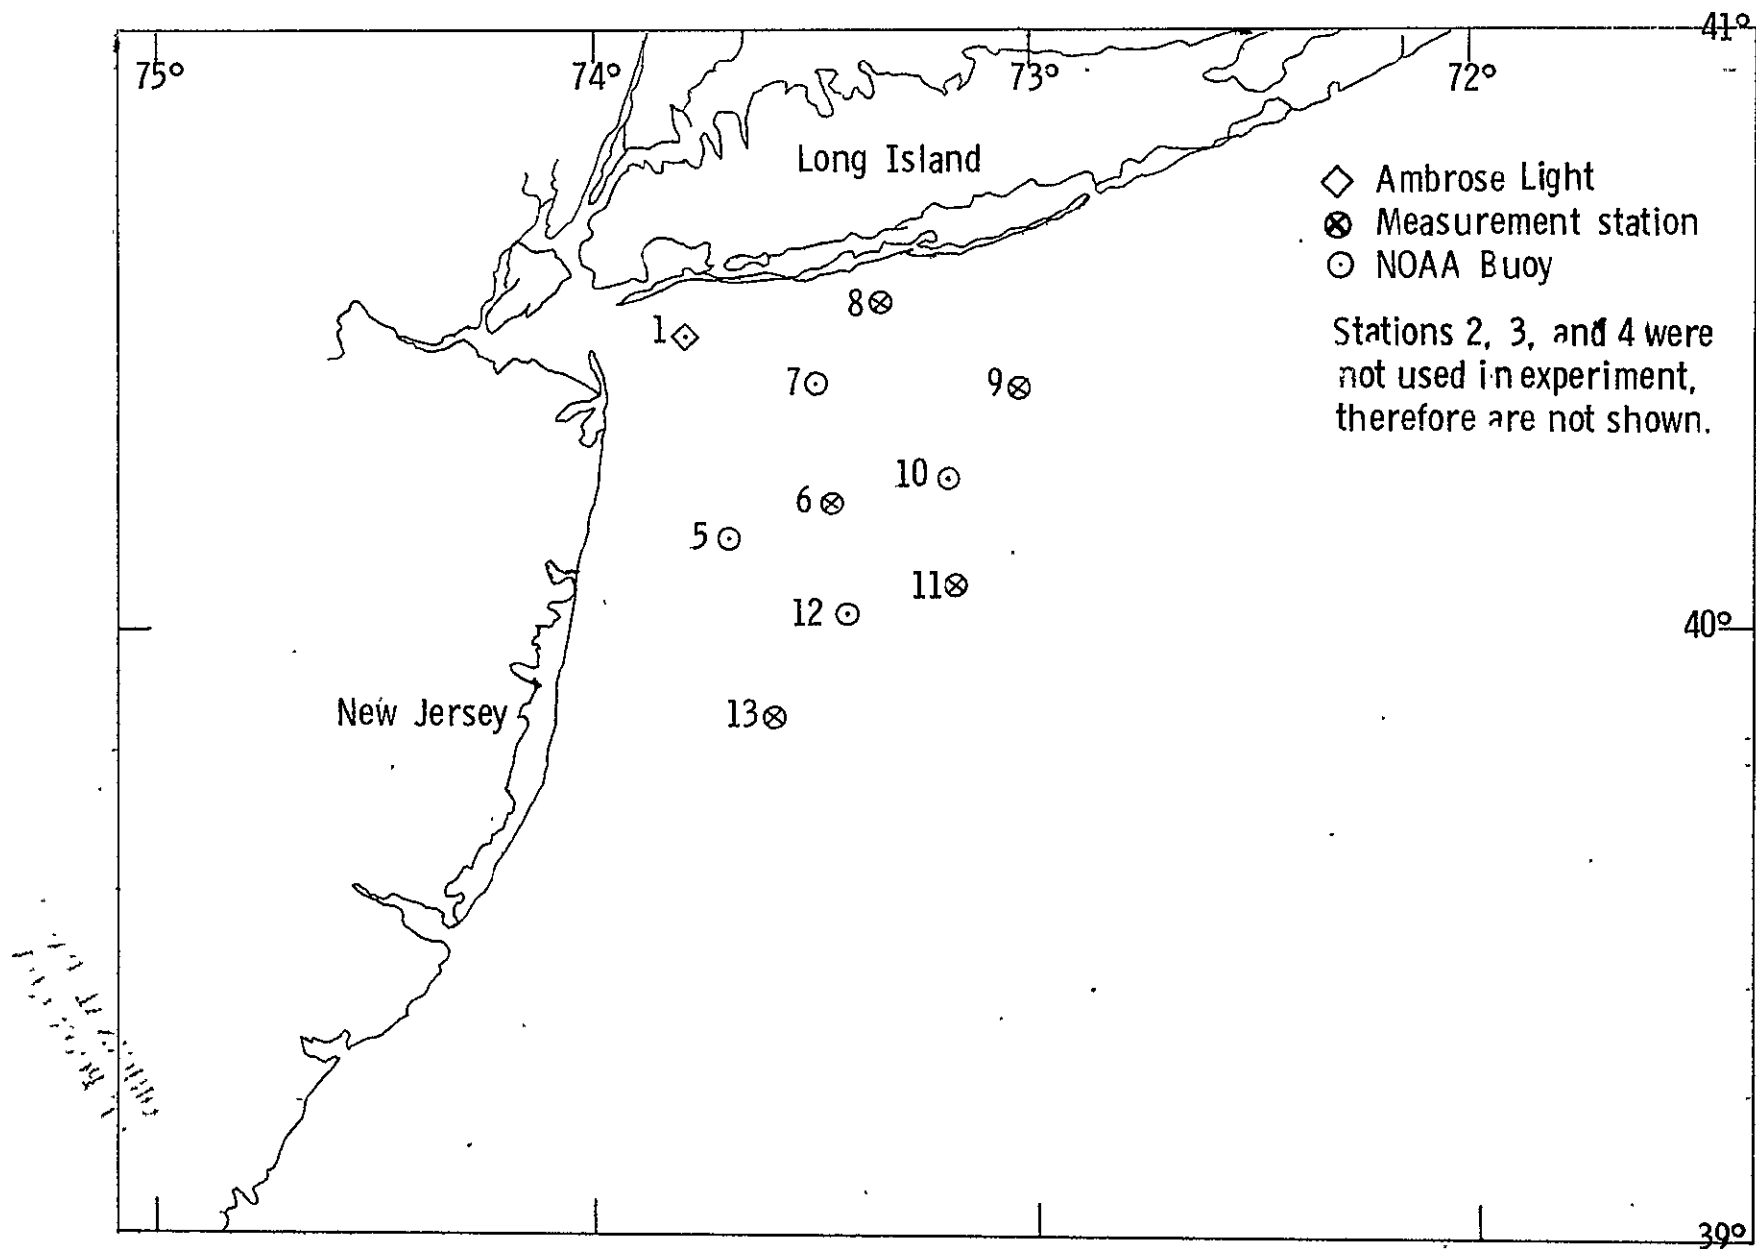 41°
75°
74°
73°
72°
Long Island
Ambrose Light
Measurement station
NOAA Buoy
Stations 2, 3, and 4 were
not used in experiment,
therefore are not shown.
8
1
7
9
10
6
5
11
12
40°
New Jersey
13
39°